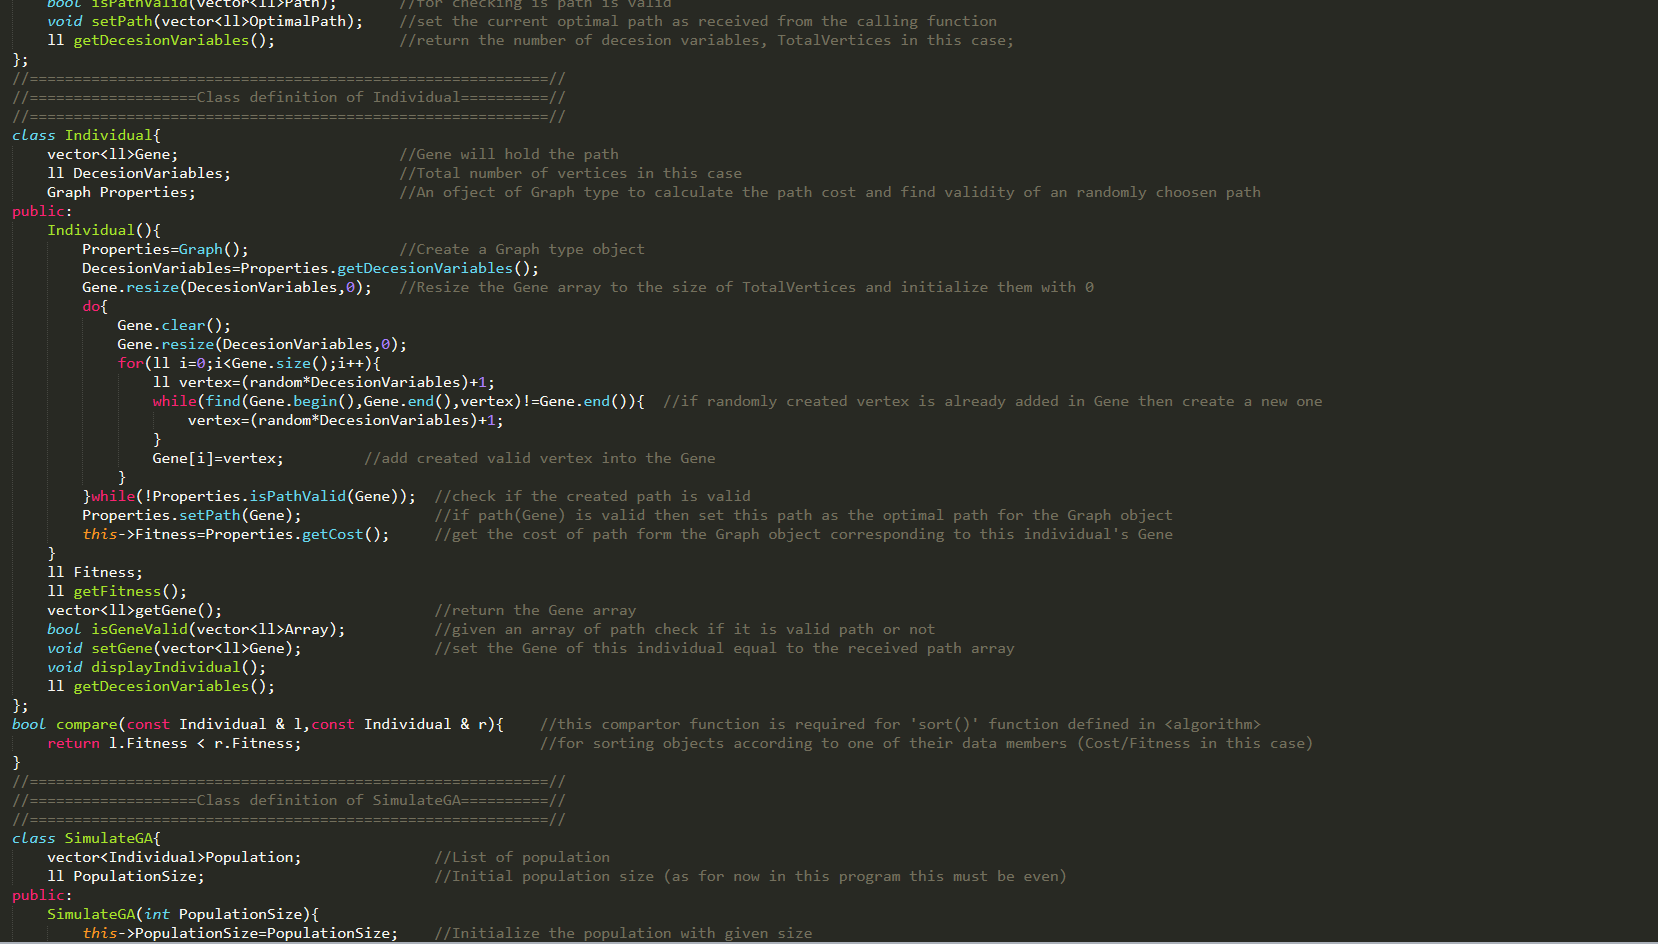 bool isPathValid(vector<ll>Path); //for checking is path is valid
void setPath(vector<ll>OptimalPath); //set the current optimal path as received from the calling function
ll getDecesionVariables(); //return the number of decesion variables, TotalVertices in this case;
};
//===========================================================//
//===================Class definition of Individual==========//
//===========================================================//
class Individual{
vector<ll>Gene; //Gene will hold the path
ll DecesionVariables; //Total number of vertices in this case
Graph Properties; //An ofject of Graph type to calculate the path cost and find validity of an randomly choosen path
public:
Individual(){
Properties=Graph(); //Create a Graph type object
DecesionVariables=Properties.getDecesionVariables();
Gene.resize(DecesionVariables,0); //Resize the Gene array to the size of TotalVertices and initialize them with 0
do{
Gene.clear();
Gene.resize(DecesionVariables,0);
for(ll i=0;i<Gene.size();i++){
ll vertex=(random*DecesionVariables)+1;
while(find(Gene.begin(),Gene.end(),vertex)!=Gene.end()){ //if randomly created vertex is already added in Gene then create a new one
vertex=(random*DecesionVariables)+1;
}
Gene[i]=vertex; //add created valid vertex into the Gene
}
}while(!Properties.isPathValid(Gene)); //check if the created path is valid
Properties.setPath(Gene); //if path(Gene) is valid then set this path as the optimal path for the Graph object
this->Fitness=Properties.getCost(); //get the cost of path form the Graph object corresponding to this individual's Gene
}
ll Fitness;
ll getFitness();
vector<ll>getGene(); //return the Gene array
bool isGeneValid(vector<ll>Array); //given an array of path check if it is valid path or not
void setGene(vector<ll>Gene); //set the Gene of this individual equal to the received path array
void displayIndividual();
ll getDecesionVariables();
};
bool compare(const Individual & l,const Individual & r){ //this compartor function is required for 'sort()' function defined in <algorithm>
return l.Fitness < r.Fitness; //for sorting objects according to one of their data members (Cost/Fitness in this case)
}
//===========================================================//
//===================Class definition of SimulateGA==========//
//===========================================================//
class SimulateGA{
vector<Individual>Population; //List of population
ll PopulationSize; //Initial population size (as for now in this program this must be even)
public:
SimulateGA(int PopulationSize){
this->PopulationSize=PopulationSize; //Initialize the population with given size